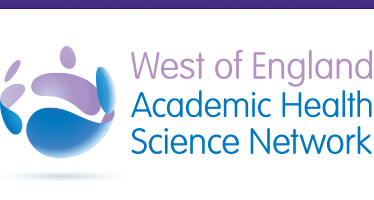 West of England
Academic Health
Science Network